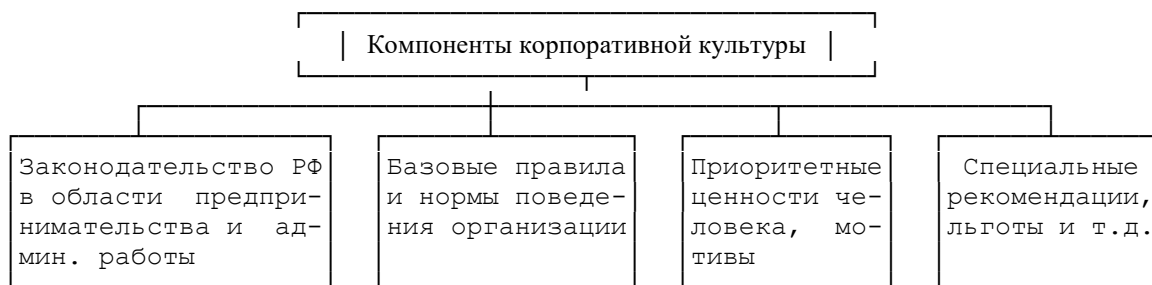 Компоненты корпоративной культуры
Законодательство РФ
в области предпри-
нимательства и ад-
мин. работы
Базовые правила
и нормы поведе-
ния организации
Приоритетные
ценности че-
ловека, мо-
тивы
Специальные
рекомендации,
льготы и т.д.